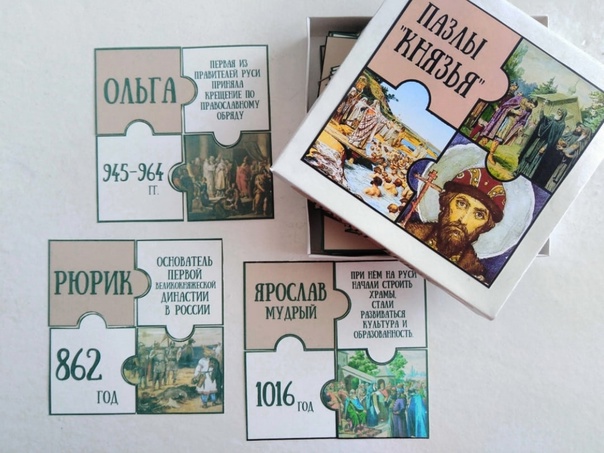 ПАЗЛЫ
"КНЯЗЬЯ"
ОЛЬГА
ПЕРВАЯ ИЗ
ПРАВИТЕЛЕЙ РУСИ
ПРИНЯЛА
КРЕЩЕНИЕ ПО
ПРАВОСЛАВНОМУ
ОБРЯДУ
945-964
ГГ.
РЮРИК
ОСНОВАТЕЛЬ
ПЕРВОЙ
ВЕЛИКОКНЯЖЕСКОЙ
ДИНАСТИИ
В РОССИИ
862
ГОД
ЯРОСЛАВ
МУДРЫЙ
ПРИ НЁМ НА РУСИ
НАЧАЛИ СТРОИТЬ
ХРАМЫ,
СТАЛИ
РАЗВИВАТЬСЯ
КУЛЬТУРА И
ОБРАЗОВАННОСТЬ.
1016 ГОД